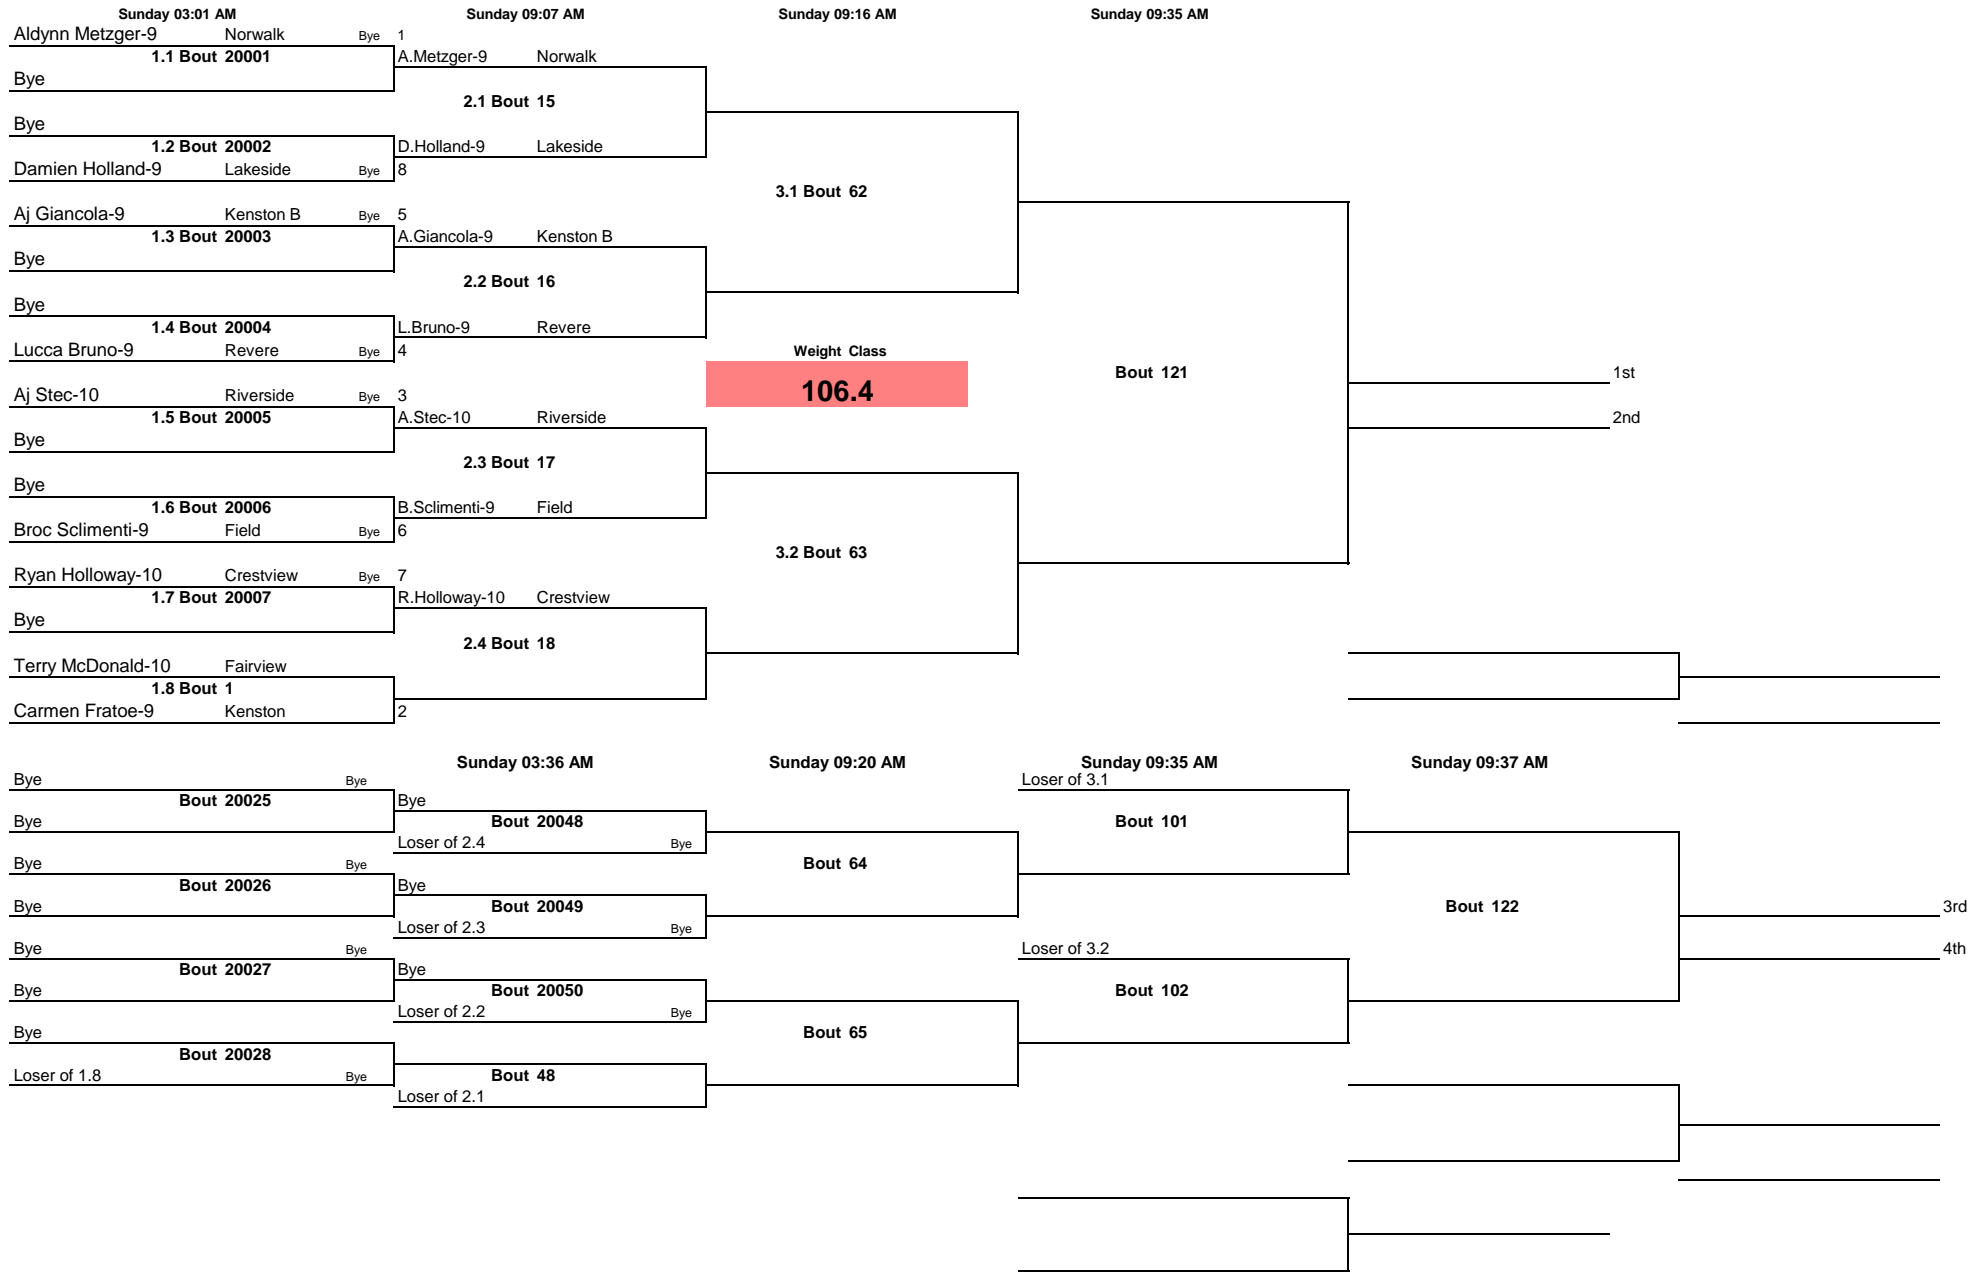 Sunday 03:01 AM Sunday 09:07 AM Sunday 09:16 AM Sunday 09:35 AM
Aldynn Metzger-9 Norwalk Bye 1
1.1 Bout 20001 A.Metzger-9 Norwalk
Bye
2.1 Bout 15
Bye
1.2 Bout 20002 D.Holland-9 Lakeside
Damien Holland-9 Lakeside Bye 8
3.1 Bout 62
Aj Giancola-9 Kenston B Bye 5
1.3 Bout 20003 A.Giancola-9 Kenston B
Bye
2.2 Bout 16
Bye
1.4 Bout 20004 L.Bruno-9 Revere
Lucca Bruno-9 Revere Bye 4 Weight Class
Bout 121 1st
Aj Stec-10 Riverside Bye 3 106.4
1.5 Bout 20005 A.Stec-10 Riverside 2nd
Bye
2.3 Bout 17
Bye
1.6 Bout 20006 B.Sclimenti-9 Field
Broc Sclimenti-9 Field Bye 6
3.2 Bout 63
Ryan Holloway-10 Crestview Bye 7
1.7 Bout 20007 R.Holloway-10 Crestview
Bye
2.4 Bout 18
Terry McDonald-10 Fairview
1.8 Bout 1
Carmen Fratoe-9 Kenston 2
Sunday 03:36 AM Sunday 09:20 AM Sunday 09:35 AM Sunday 09:37 AM
Bye Bye Loser of 3.1
Bout 20025 Bye
Bye Bout 20048 Bout 101
Loser of 2.4 Bye
Bye Bye Bout 64
Bout 20026 Bye
Bye Bout 20049 Bout 122 3rd
Loser of 2.3 Bye
Bye Bye Loser of 3.2 4th
Bout 20027 Bye
Bye Bout 20050 Bout 102
Loser of 2.2 Bye
Bye Bout 65
Bout 20028
Loser of 1.8 Bye Bout 48
Loser of 2.1